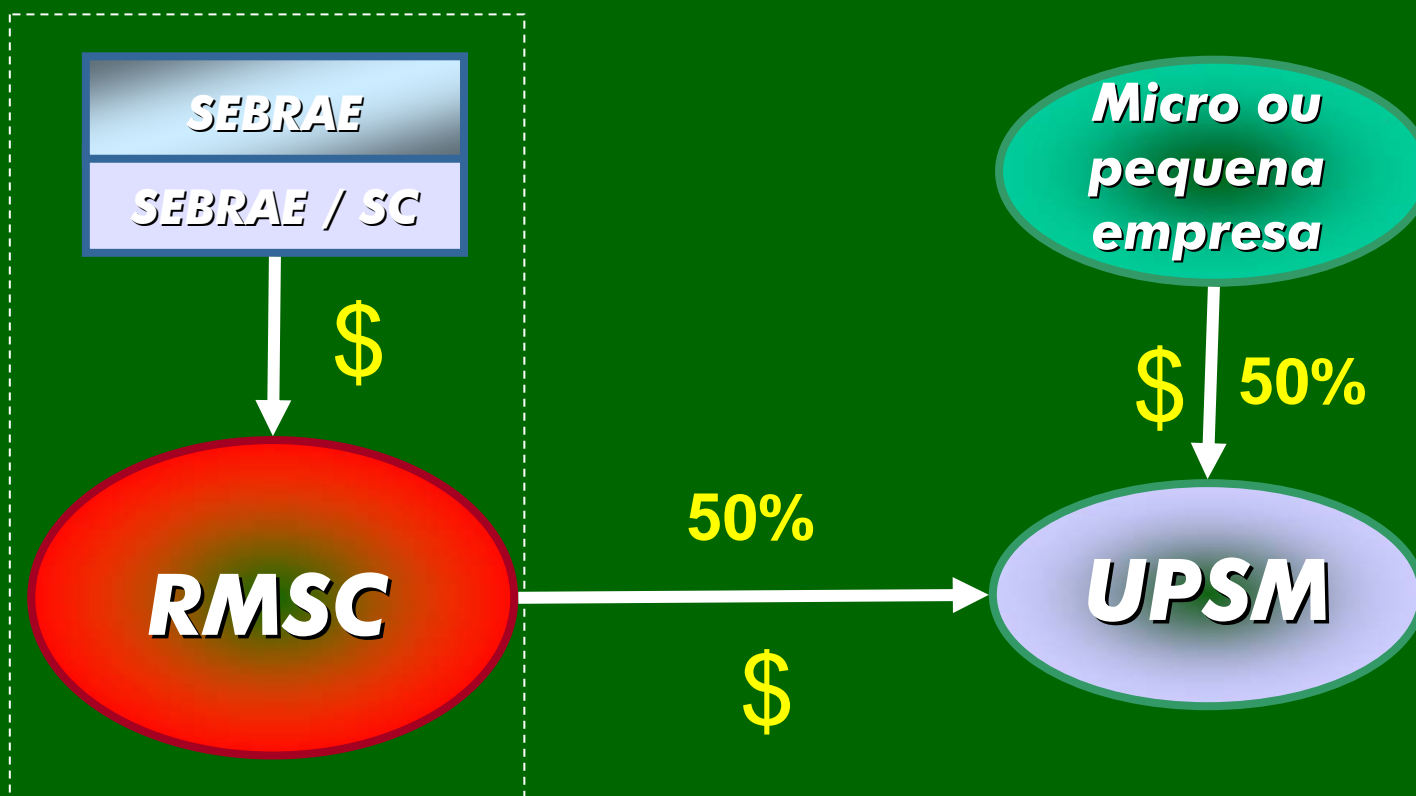 SEBRAE
SEBRAE / SC
$
RMSC
50%
$
Micro ou
pequena
empresa
$ 50%
UPSM